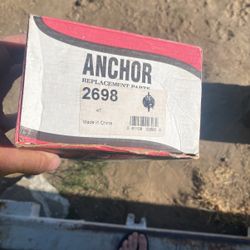 ANCHOR
REPLACEMENT PARTS
2698
Made in China